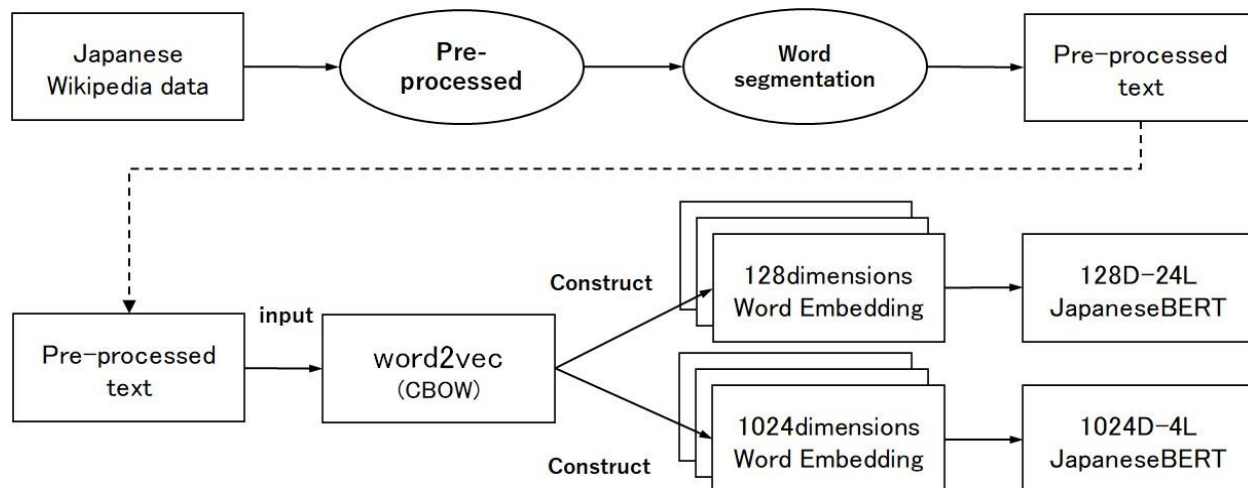 Japanese
Wikipedia data
Pre-
processed
Word
segmentation
Pre-processed
text
Pre-processed
text
input
word2vec
(CBOW)
Construct
128dimensions
Word Embedding
128D-24L
JapaneseBERT
Construct
1024dimensions
Word Embedding
1024D-4L
JapaneseBERT